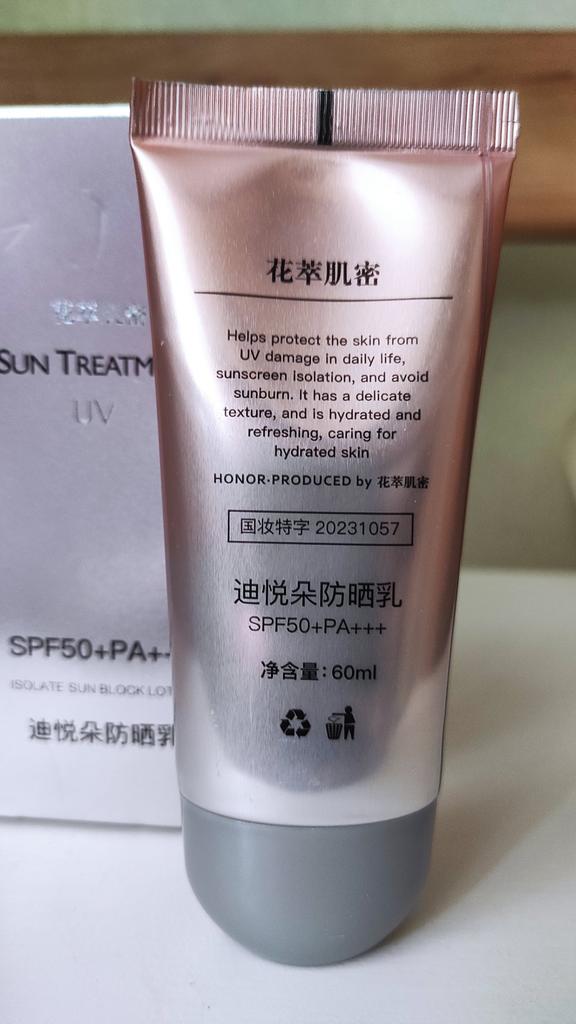 花萃肌密
Helps protect the skin from
UV damage in daily life,
sunscreen isolation, and avoid
sunburn. It has a delicate
texture, and is hydrated and
refreshing, caring for
hydrated skin
HONOR·PRODUCED by 花萃肌密
国妆特字 20231057
迪悦朵防晒乳
SPF50+PA+++
净含量：60ml
SUN TREATM
UV
SPF50+PA+
ISOLATE SUN BLOCK LOT
迪悦朵防晒乳